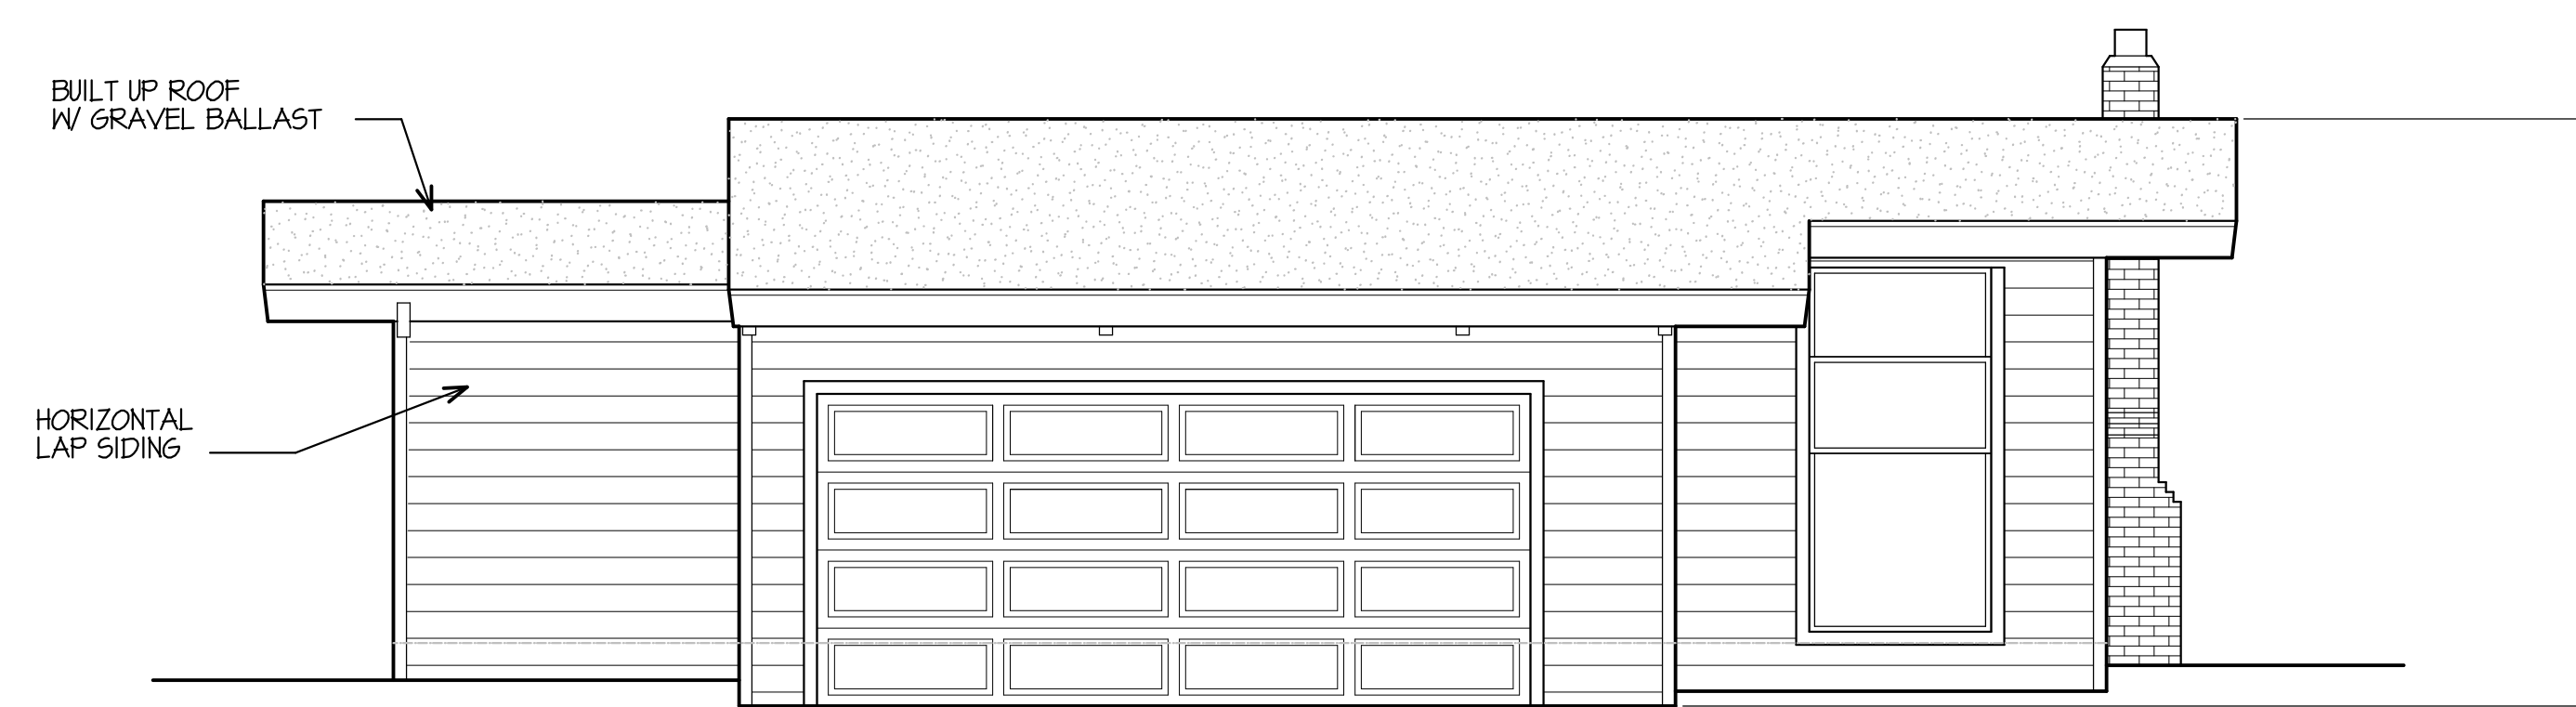 BUILT UP ROOF
W/ GRAVEL BALLAST
HORIZONTAL
LAP SIDING